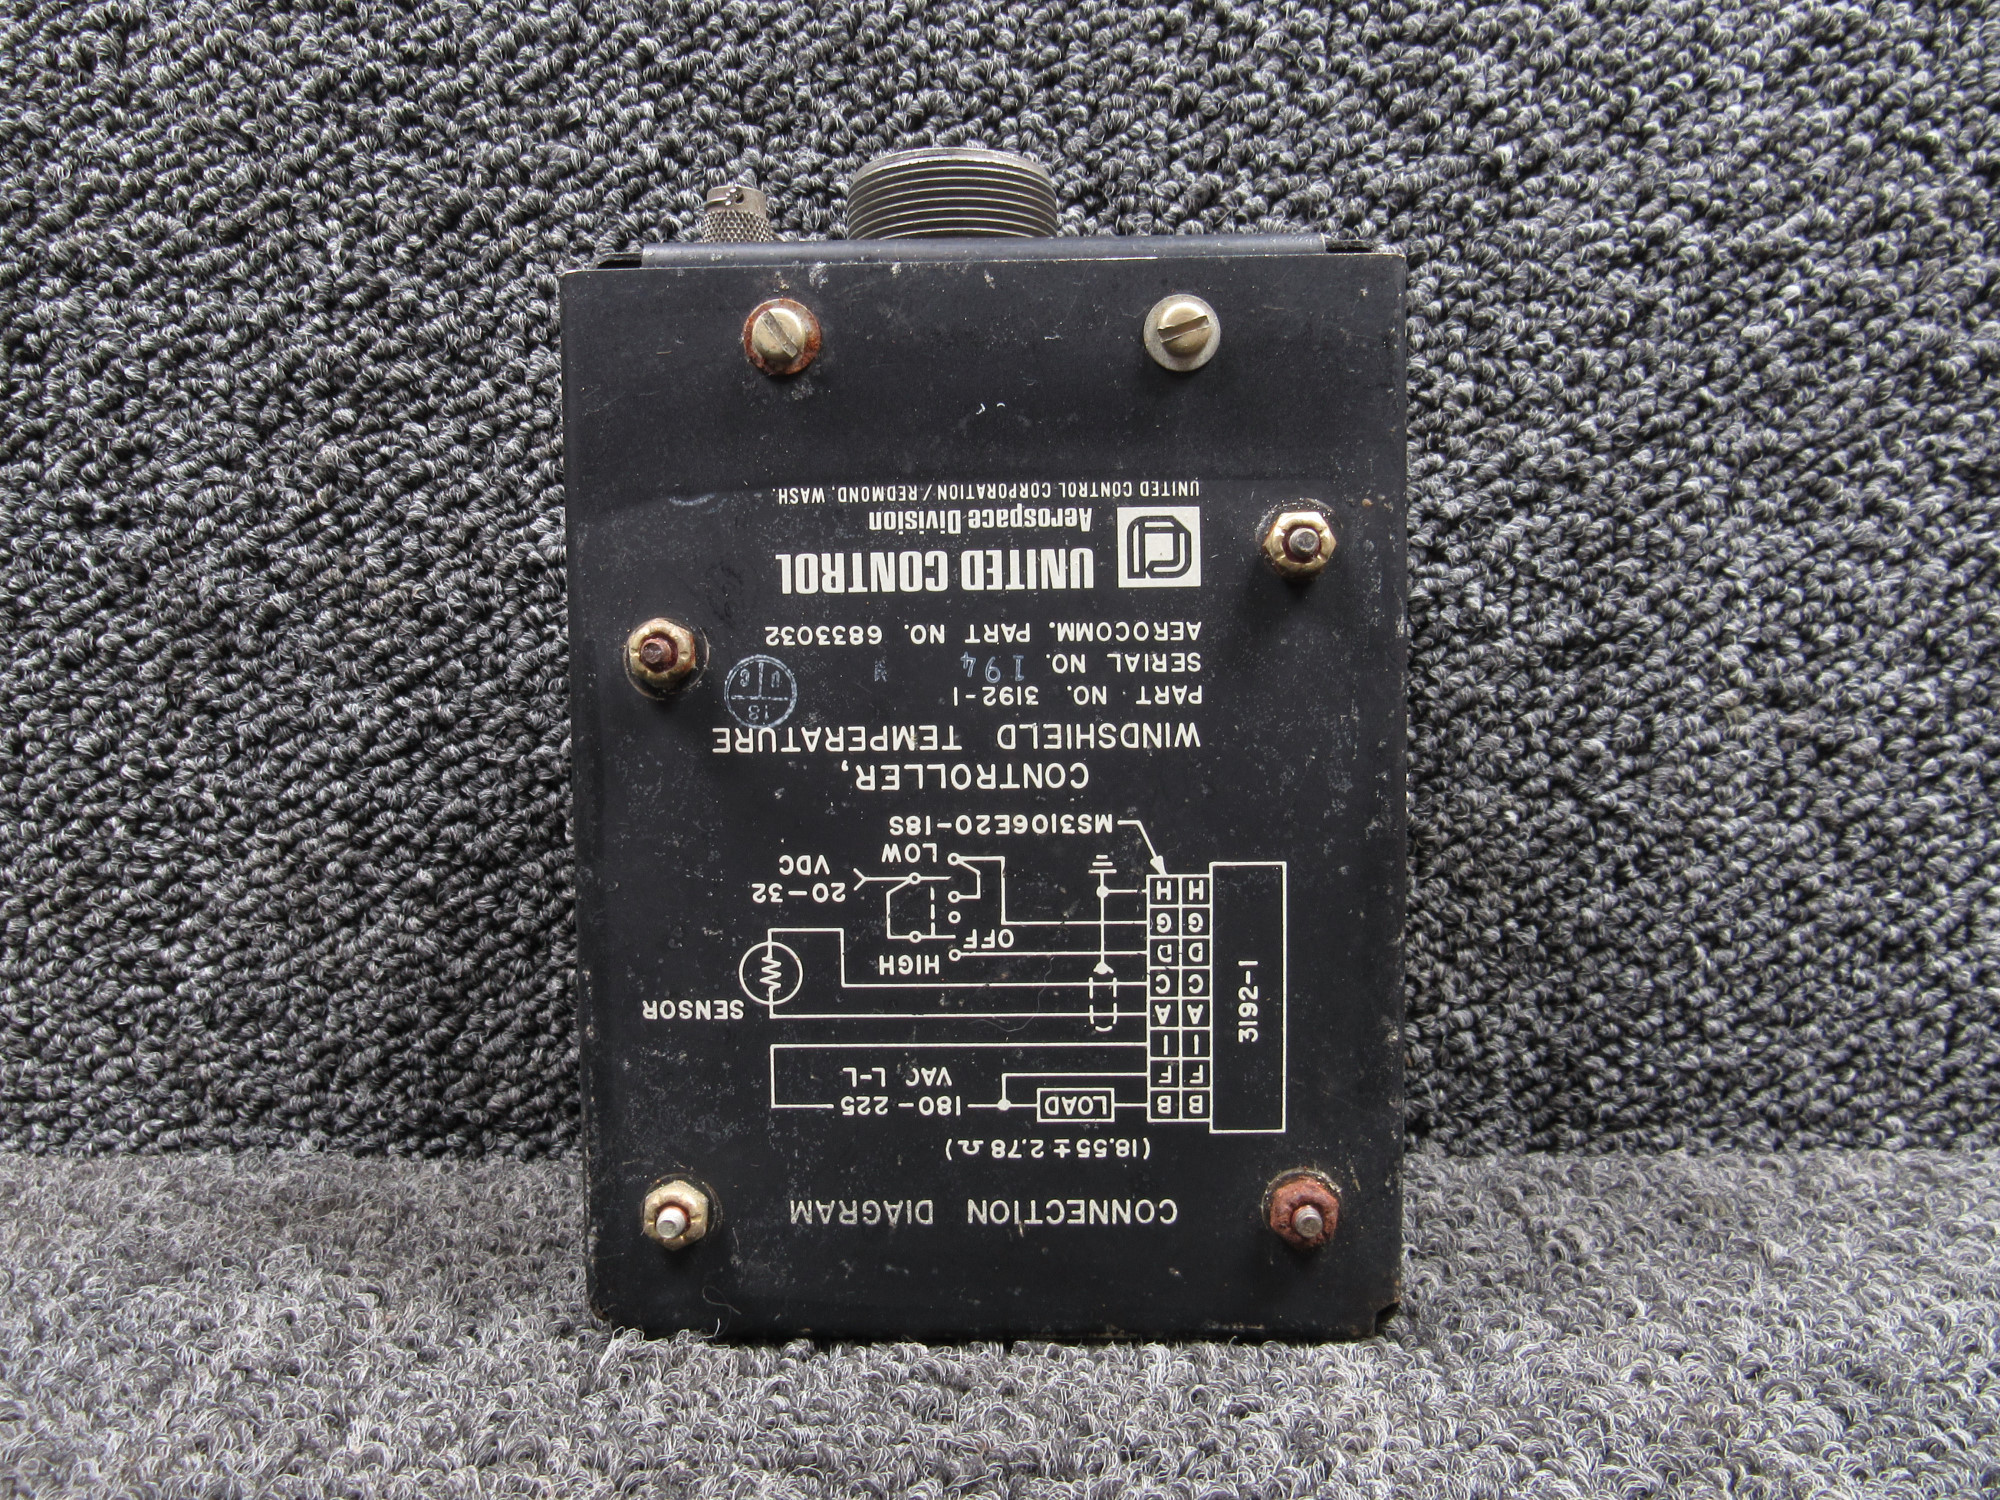 CONNECTION DIAGRAM
(18.55 ± 2.78 Ω)
B B LOAD 180-225
F F VAC L-L
I I
A A SENSOR
C C
3192-1
D D HIGH
OFF
G G
H H 20-32
VDC
LOW
MS3106E20-18S
CONTROLLER,
WINDSHIELD TEMPERATURE
PART NO. 3192-1
SERIAL NO. 194
13
U C
AEROCOMM. PART NO. 6833032
UNITED CONTROL
Aerospace Division
UNITED CONTROL CORPORATION / REDMOND, WASH.